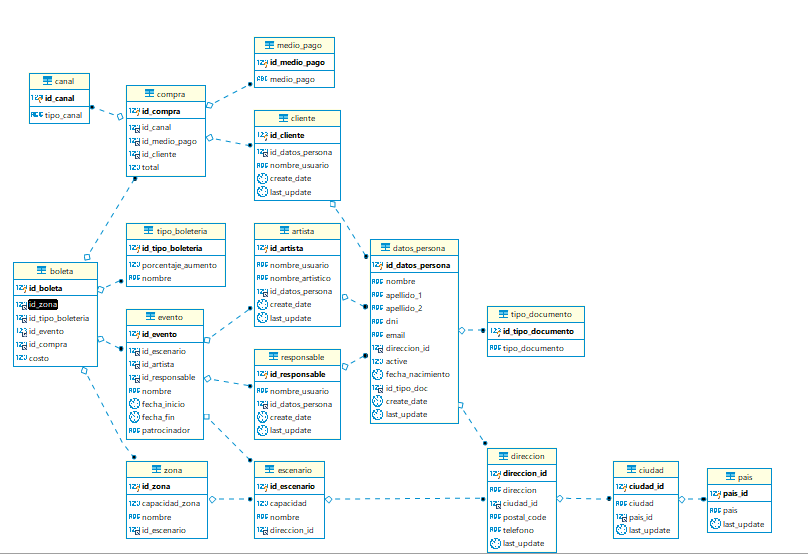 medio_pago
id_medio_pago
medio_pago
canal
id_canal
tipo_canal
compra
id_compra
id_canal
id_medio_pago
id_cliente
total
cliente
id_cliente
id_datos_persona
nombre_usuario
create_date
last_update
tipo_boleteria
id_tipo_boleteria
porcentaje_aumento
nombre
artista
id_artista
nombre_usuario
nombre_artistico
id_datos_persona
create_date
last_update
datos_persona
id_datos_persona
nombre
apellido_1
apellido_2
dni
email
direccion_id
active
fecha_nacimiento
id_tipo_doc
create_date
last_update
boleta
id_boleta
id_zona
id_tipo_boleteria
id_evento
id_compra
costo
evento
id_evento
id_escenario
id_artista
id_responsable
nombre
fecha_inicio
fecha_fin
patrocinador
tipo_documento
id_tipo_documento
tipo_documento
responsable
id_responsable
nombre_usuario
id_datos_persona
create_date
last_update
zona
id_zona
capacidad_zona
nombre
id_escenario
escenario
id_escenario
capacidad
nombre
direccion_id
direccion
direccion_id
direccion
ciudad_id
postal_code
telefono
last_update
ciudad
ciudad_id
ciudad
pais_id
last_update
pais
pais_id
pais
last_update